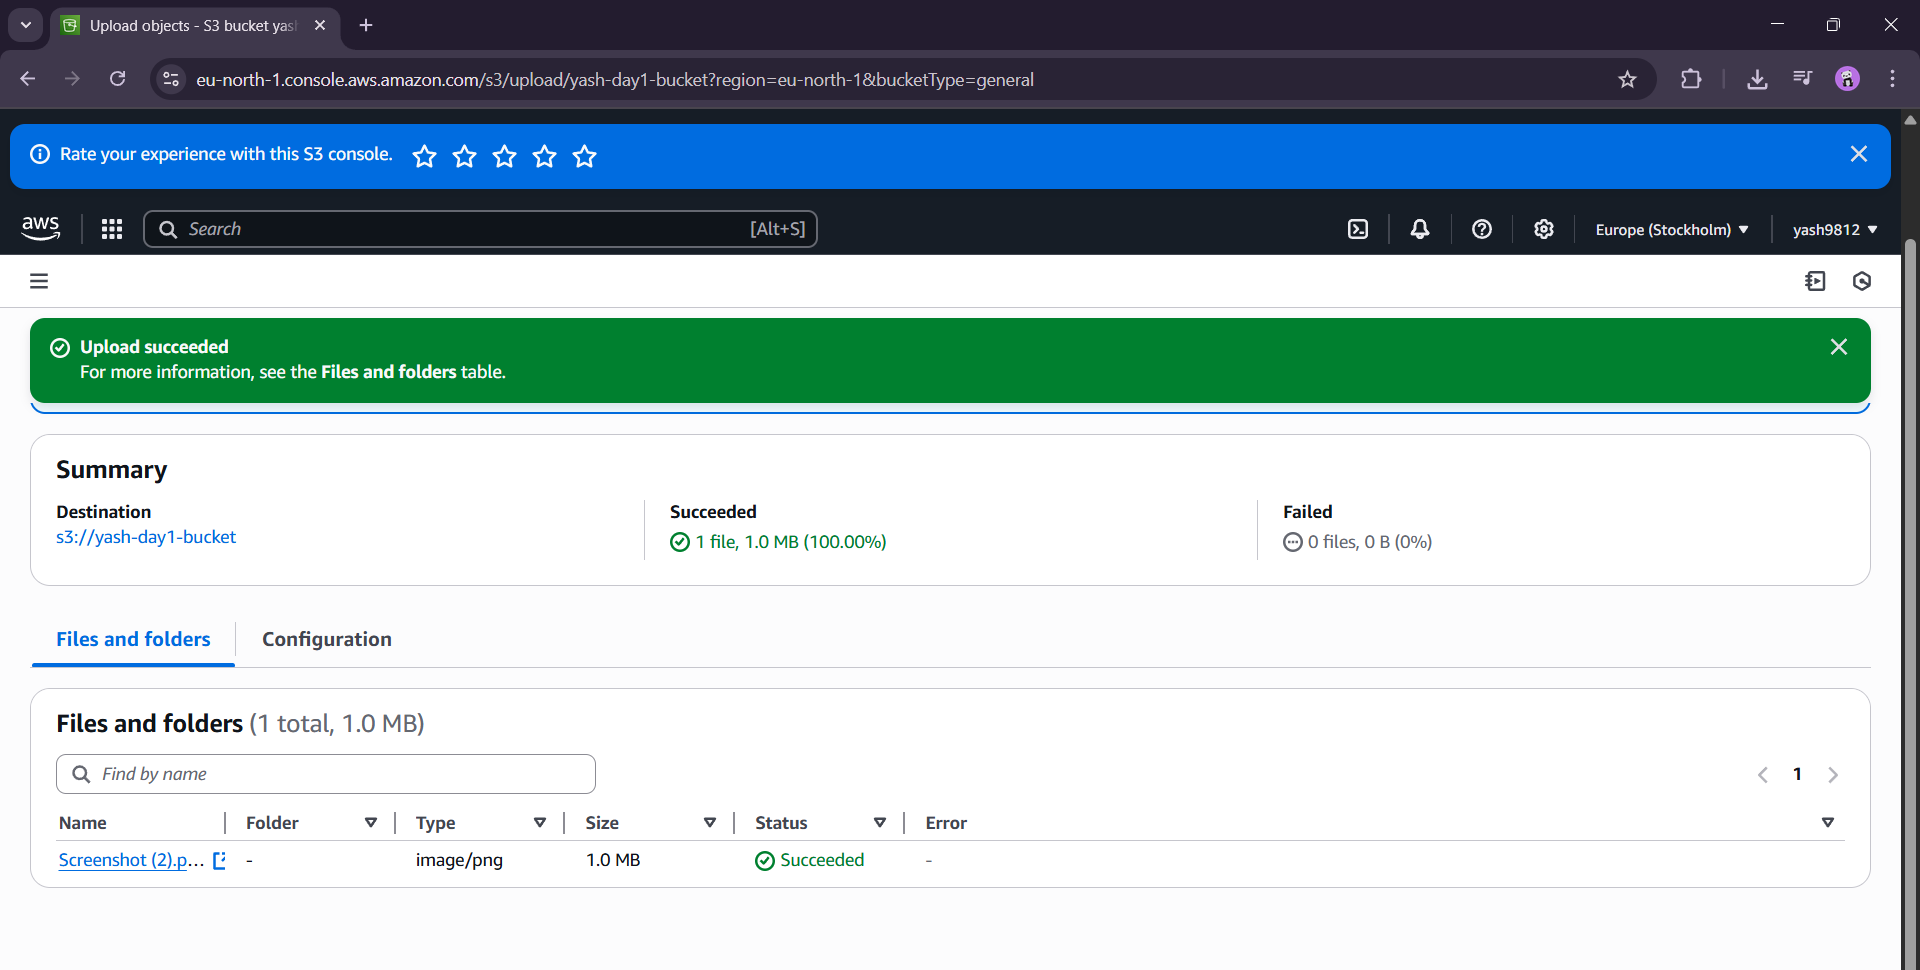 Upload objects - S3 bucket yas
eu-north-1.console.aws.amazon.com/s3/upload/yash-day1-bucket?region=eu-north-1&bucketType=general
Rate your experience with this S3 console.
aws
Search [Alt+S]
Europe (Stockholm)
yash9812
Upload succeeded
For more information, see the Files and folders table.
Summary
Destination
s3://yash-day1-bucket
Succeeded
1 file, 1.0 MB (100.00%)
Failed
0 files, 0 B (0%)
Files and folders
Configuration
Files and folders (1 total, 1.0 MB)
Find by name
1
Name Folder Type Size Status Error
Screenshot (2).p... - image/png 1.0 MB Succeeded -